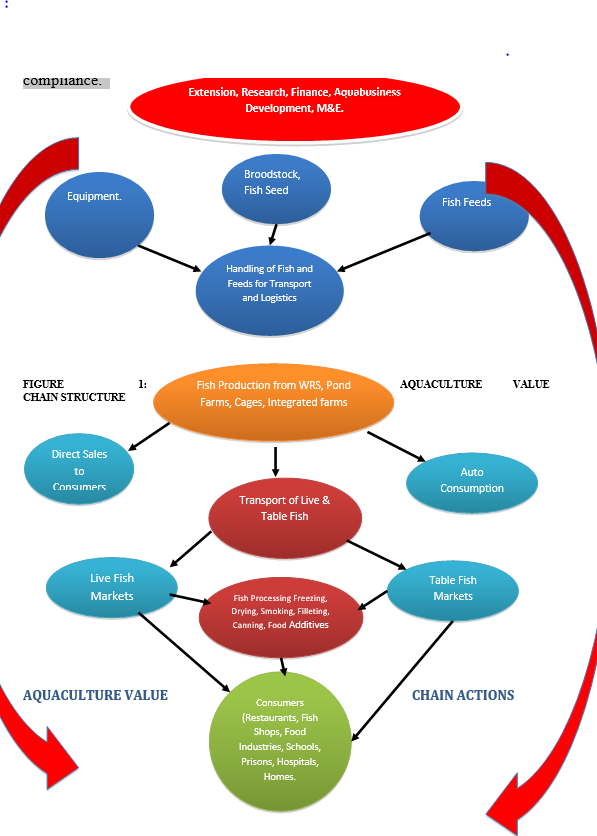 :
.
compliance.
Extension, Research, Finance, Aquabusiness
Development, M&E.
Broodstock,
Fish Seed
Equipment.
Fish Feeds
Handling of Fish and
Feeds for Transport
and Logistics
FIGURE 1: AQUACULTURE VALUE
CHAIN STRUCTURE
Fish Production from WRS, Pond
Farms, Cages, Integrated farms
Direct Sales
to
Consumers
Auto
Consumption
Transport of Live &
Table Fish
Live Fish
Markets
Table Fish
Markets
Fish Processing Freezing,
Drying, Smoking, Filleting,
Canning, Food Additives
AQUACULTURE VALUE CHAIN ACTIONS
Consumers
(Restaurants, Fish
Shops, Food
Industries, Schools,
Prisons, Hospitals,
Homes.